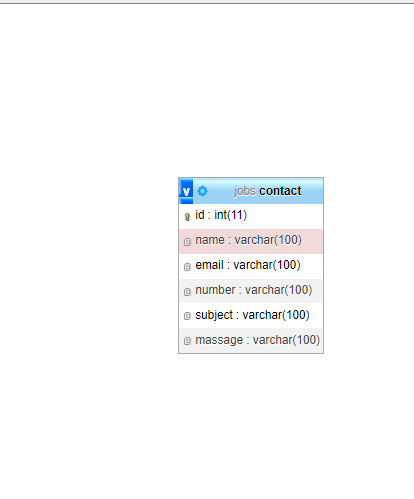 v jobs contact
id : int(11)
name : varchar(100)
email : varchar(100)
number : varchar(100)
subject : varchar(100)
massage : varchar(100)